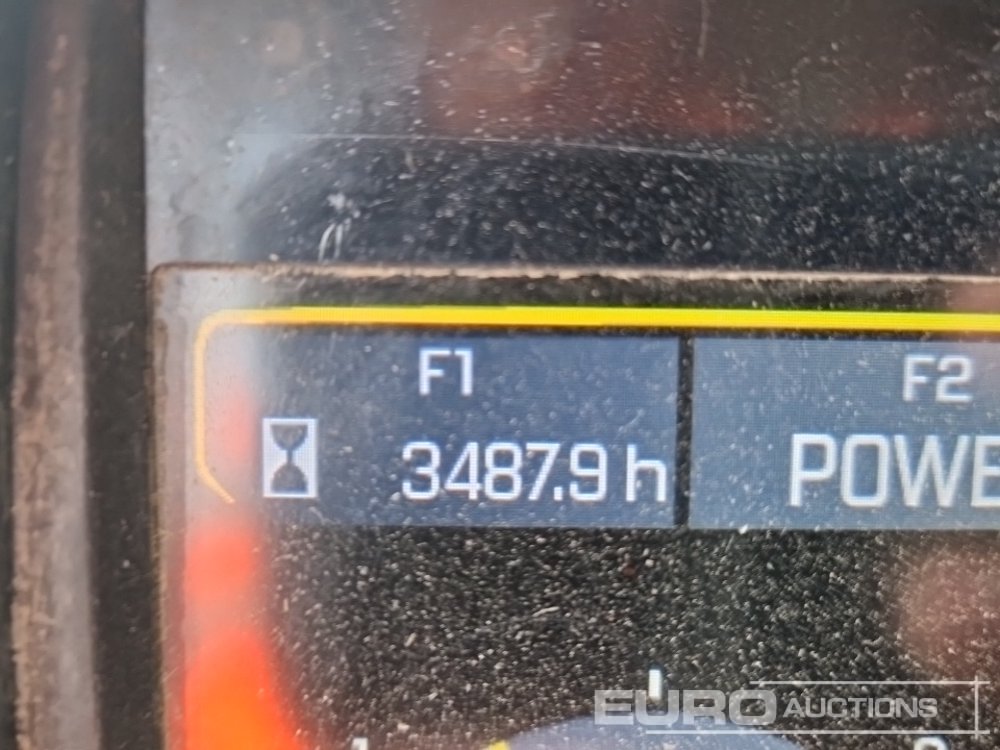 F1
F2
3487.9 h
POWE
EURO AUCTIONS